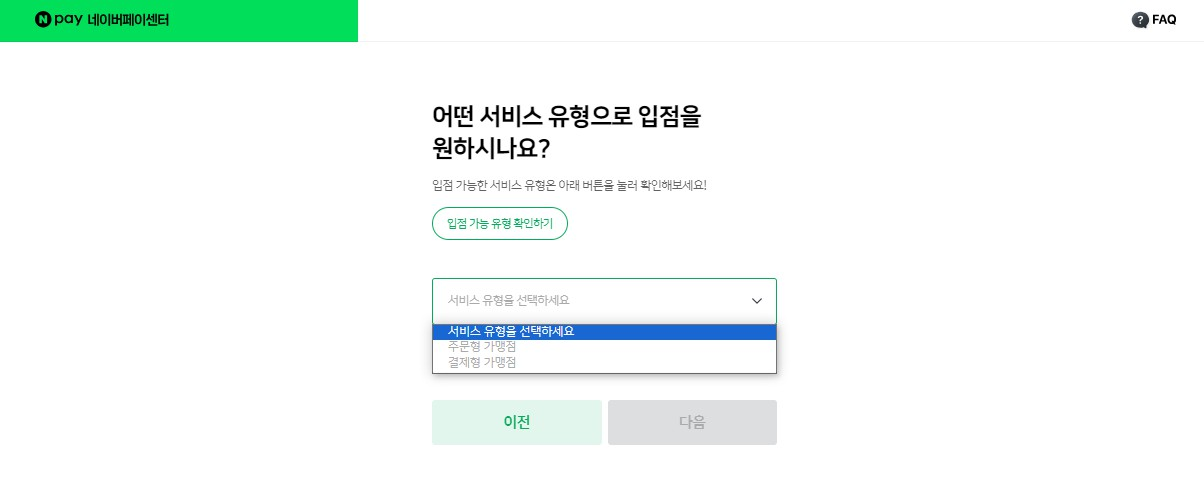 N pay 네이버페이센터
? FAQ
어떤 서비스 유형으로 입점을
원하시나요?
입점 가능한 서비스 유형은 아래 버튼을 눌러 확인해보세요!
입점 가능 유형 확인하기
서비스 유형을 선택하세요
서비스 유형을 선택하세요
주문형 가맹점
결제형 가맹점
이전
다음